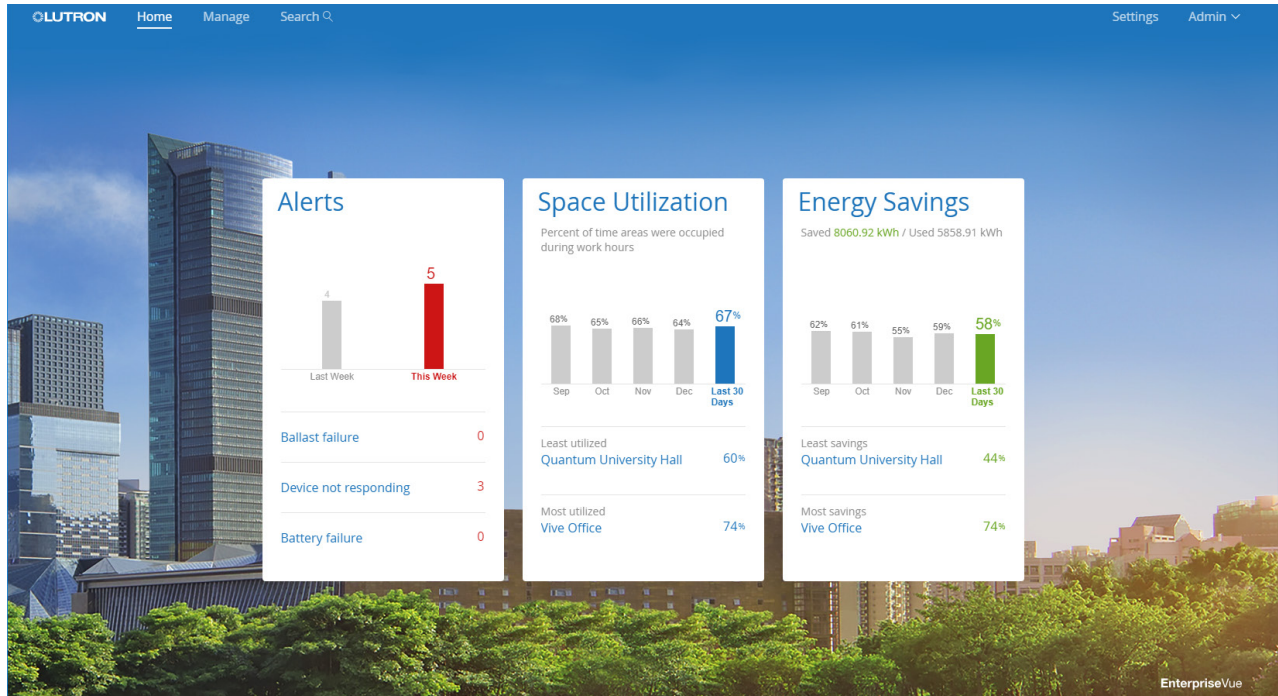 LUTRON Home Manage Search Settings Admin
Alerts
4
5
Last Week This Week
Ballast failure 0
Device not responding 3
Battery failure 0
Space Utilization
Percent of time areas were occupied
during work hours
68% 65% 66% 64% 67%
Sep Oct Nov Dec Last 30
Days
Least utilized
Quantum University Hall 60%
Most utilized
Vive Office 74%
Energy Savings
Saved 8060.92 kWh / Used 5858.91 kWh
62% 61% 55% 59% 58%
Sep Oct Nov Dec Last 30
Days
Least savings
Quantum University Hall 44%
Most savings
Vive Office 74%
EnterpriseVue